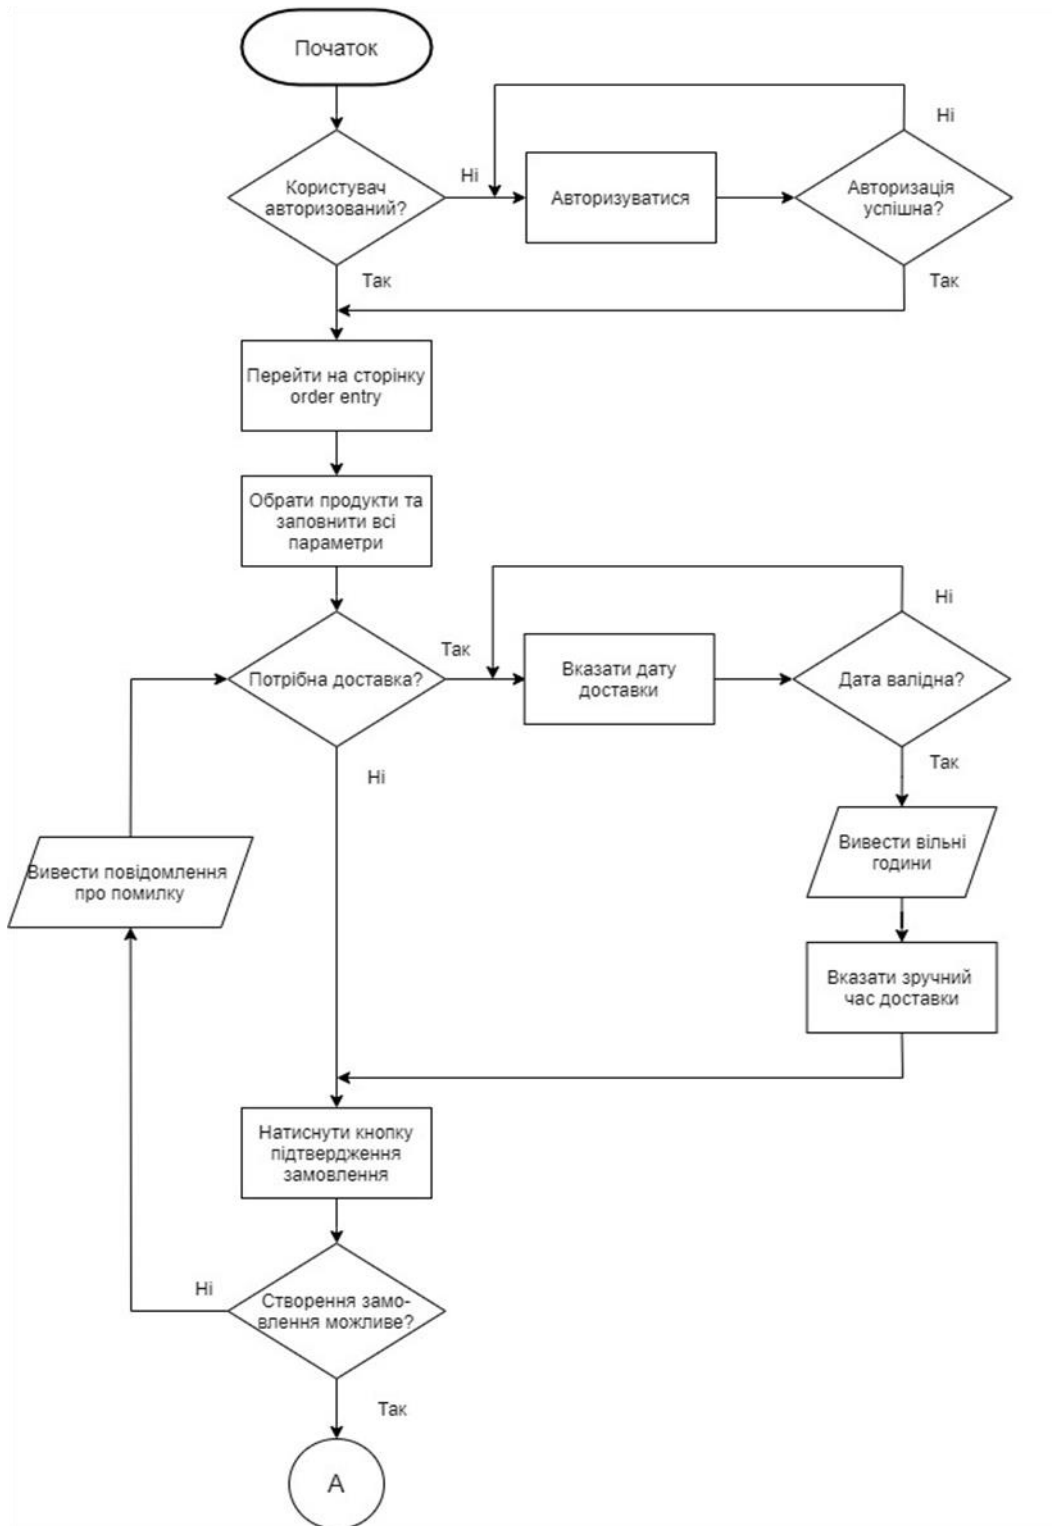 Початок
Ні
Користувач
авторизований?
Ні
Авторизуватися
Авторизація
успішна?
Так
Так
Перейти на сторінку
order entry
Обрати продукти та
заповнити всі
параметри
Ні
Потрібна доставка?
Так
Вказати дату
доставки
Дата валідна?
Ні
Так
Вивести повідомлення
про помилку
Вивести вільні
години
Вказати зручний
час доставки
Натиснути кнопку
підтвердження
замовлення
Ні
Створення замо-
влення можливе?
Так
А